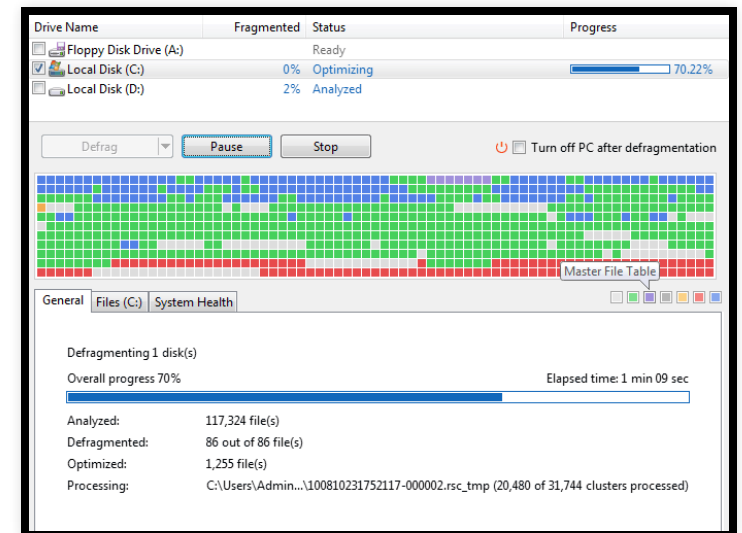 Drive Name Fragmented Status Progress
Floppy Disk Drive (A:) Ready
Local Disk (C:) 0% Optimizing 70.22%
Local Disk (D:) 2% Analyzed
Defrag Pause Stop Turn off PC after defragmentation
Master File Table
General Files (C:) System Health
Defragmenting 1 disk(s)
Overall progress 70% Elapsed time: 1 min 09 sec
Analyzed: 117,324 file(s)
Defragmented: 86 out of 86 file(s)
Optimized: 1,255 file(s)
Processing: C:\Users\Admin...\100810231752117-000002.rsc_tmp (20,480 of 31,744 clusters processed)